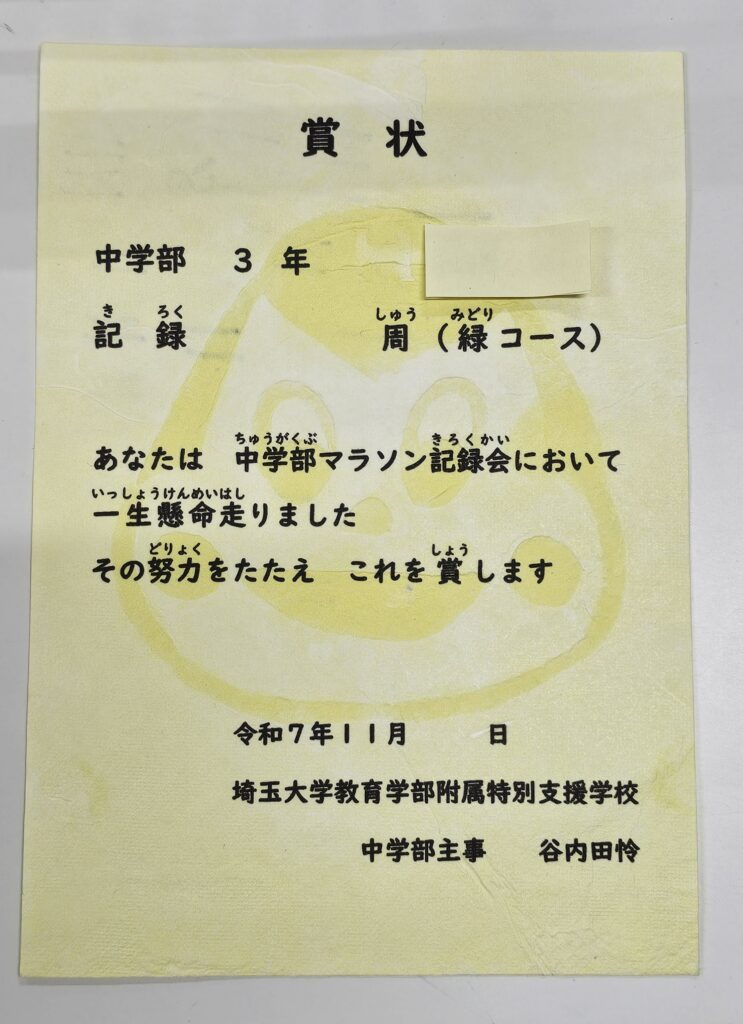 賞 状
中学部 3 年
き ろく しゅう みどり
記 録 周 (緑コース)
ちゅうがくぶ きろくかい
あなたは 中学部マラソン記録会において
いっしょうけんめいはし
一生懸命走りました
どりょく しょう
その努力をたたえ これを賞します
令和7年11月 日
埼玉大学教育学部附属特別支援学校
中学部主事 谷内田怜